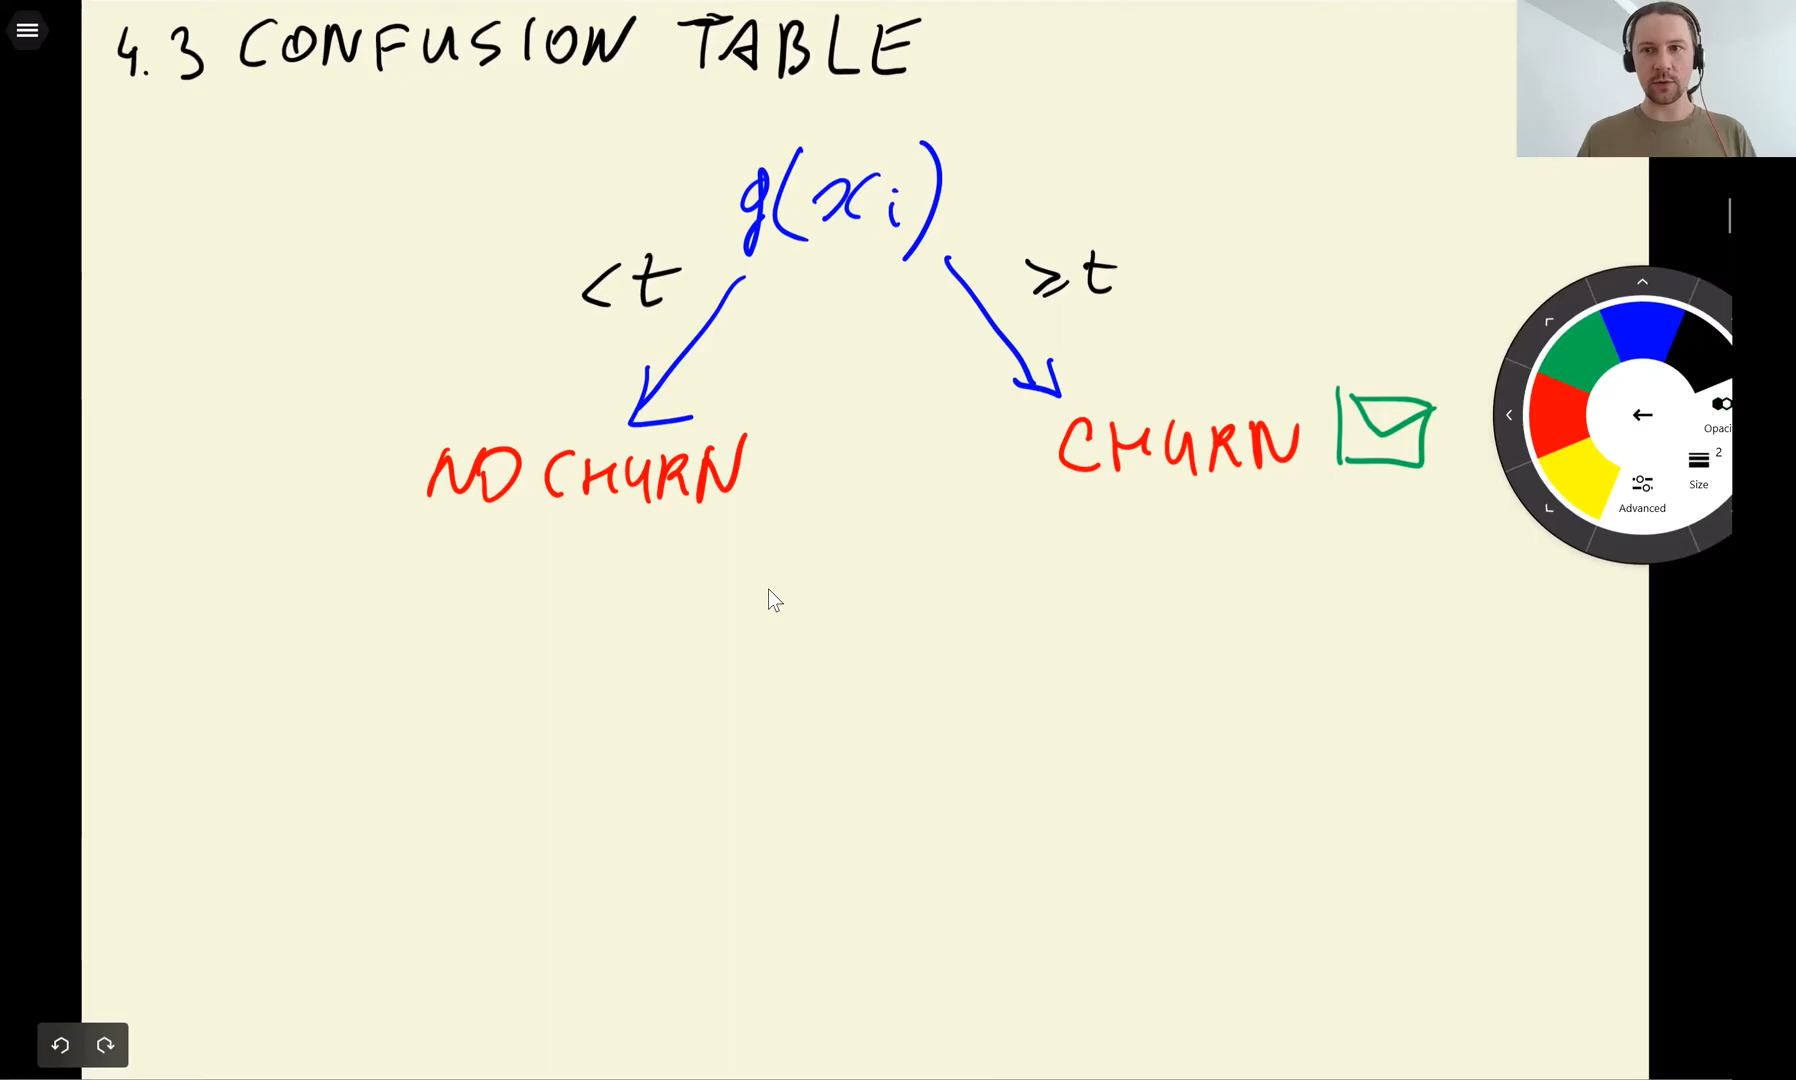 4.3 CONFUSION TABLE
g(xi)
<t
≥t
NO CHURN
CHURN
Opaci
2
Size
Advanced